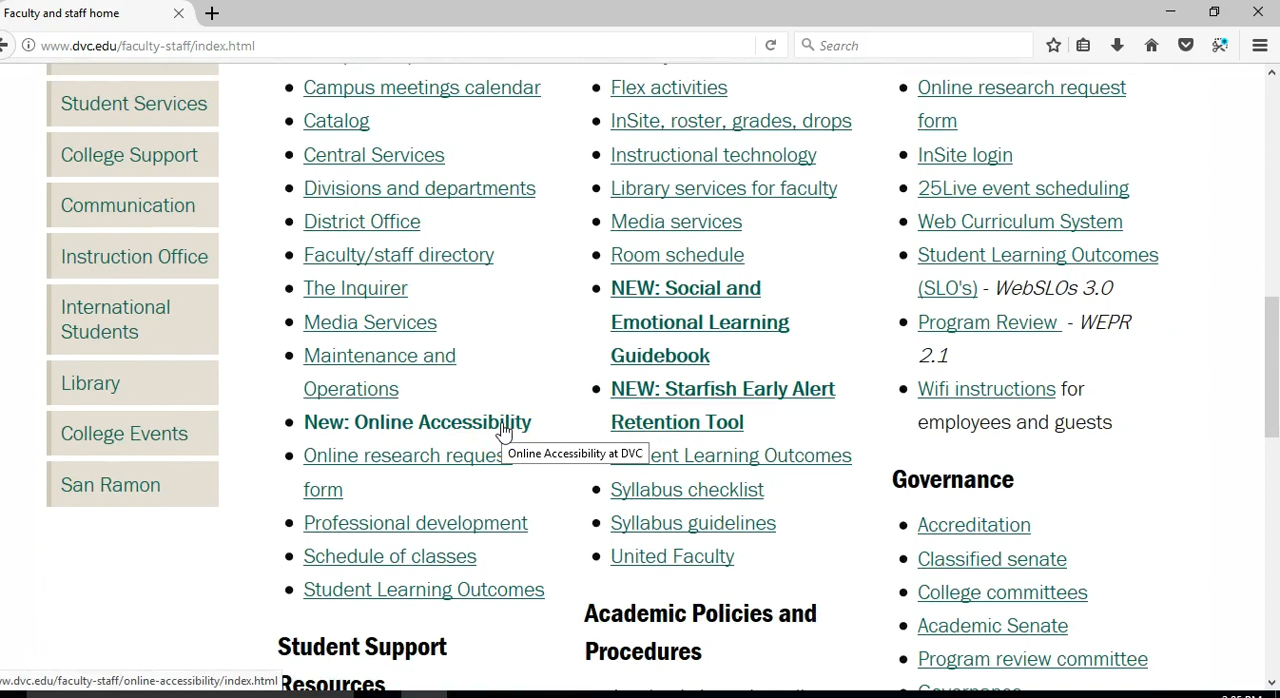 Faculty and staff home
www.dvc.edu/faculty-staff/index.html
Search
Student Services
College Support
Communication
Instruction Office
International
Students
Library
College Events
San Ramon
Campus meetings calendar
Catalog
Central Services
Divisions and departments
District Office
Faculty/staff directory
The Inquirer
Media Services
Maintenance and
Operations
New: Online Accessibility
Online Accessibility at DVC
Online research reques
form
Professional development
Schedule of classes
Student Learning Outcomes
Student Support
Resources
Flex activities
InSite, roster, grades, drops
Instructional technology
Library services for faculty
Media services
Room schedule
NEW: Social and
Emotional Learning
Guidebook
NEW: Starfish Early Alert
Retention Tool
ent Learning Outcomes
Syllabus checklist
Syllabus guidelines
United Faculty
Academic Policies and
Procedures
Online research request
form
InSite login
25Live event scheduling
Web Curriculum System
Student Learning Outcomes
(SLO's) - WebSLOs 3.0
Program Review - WEPR
2.1
Wifi instructions for
employees and guests
Governance
Accreditation
Classified senate
College committees
Academic Senate
Program review committee
w.dvc.edu/faculty-staff/online-accessibility/index.html